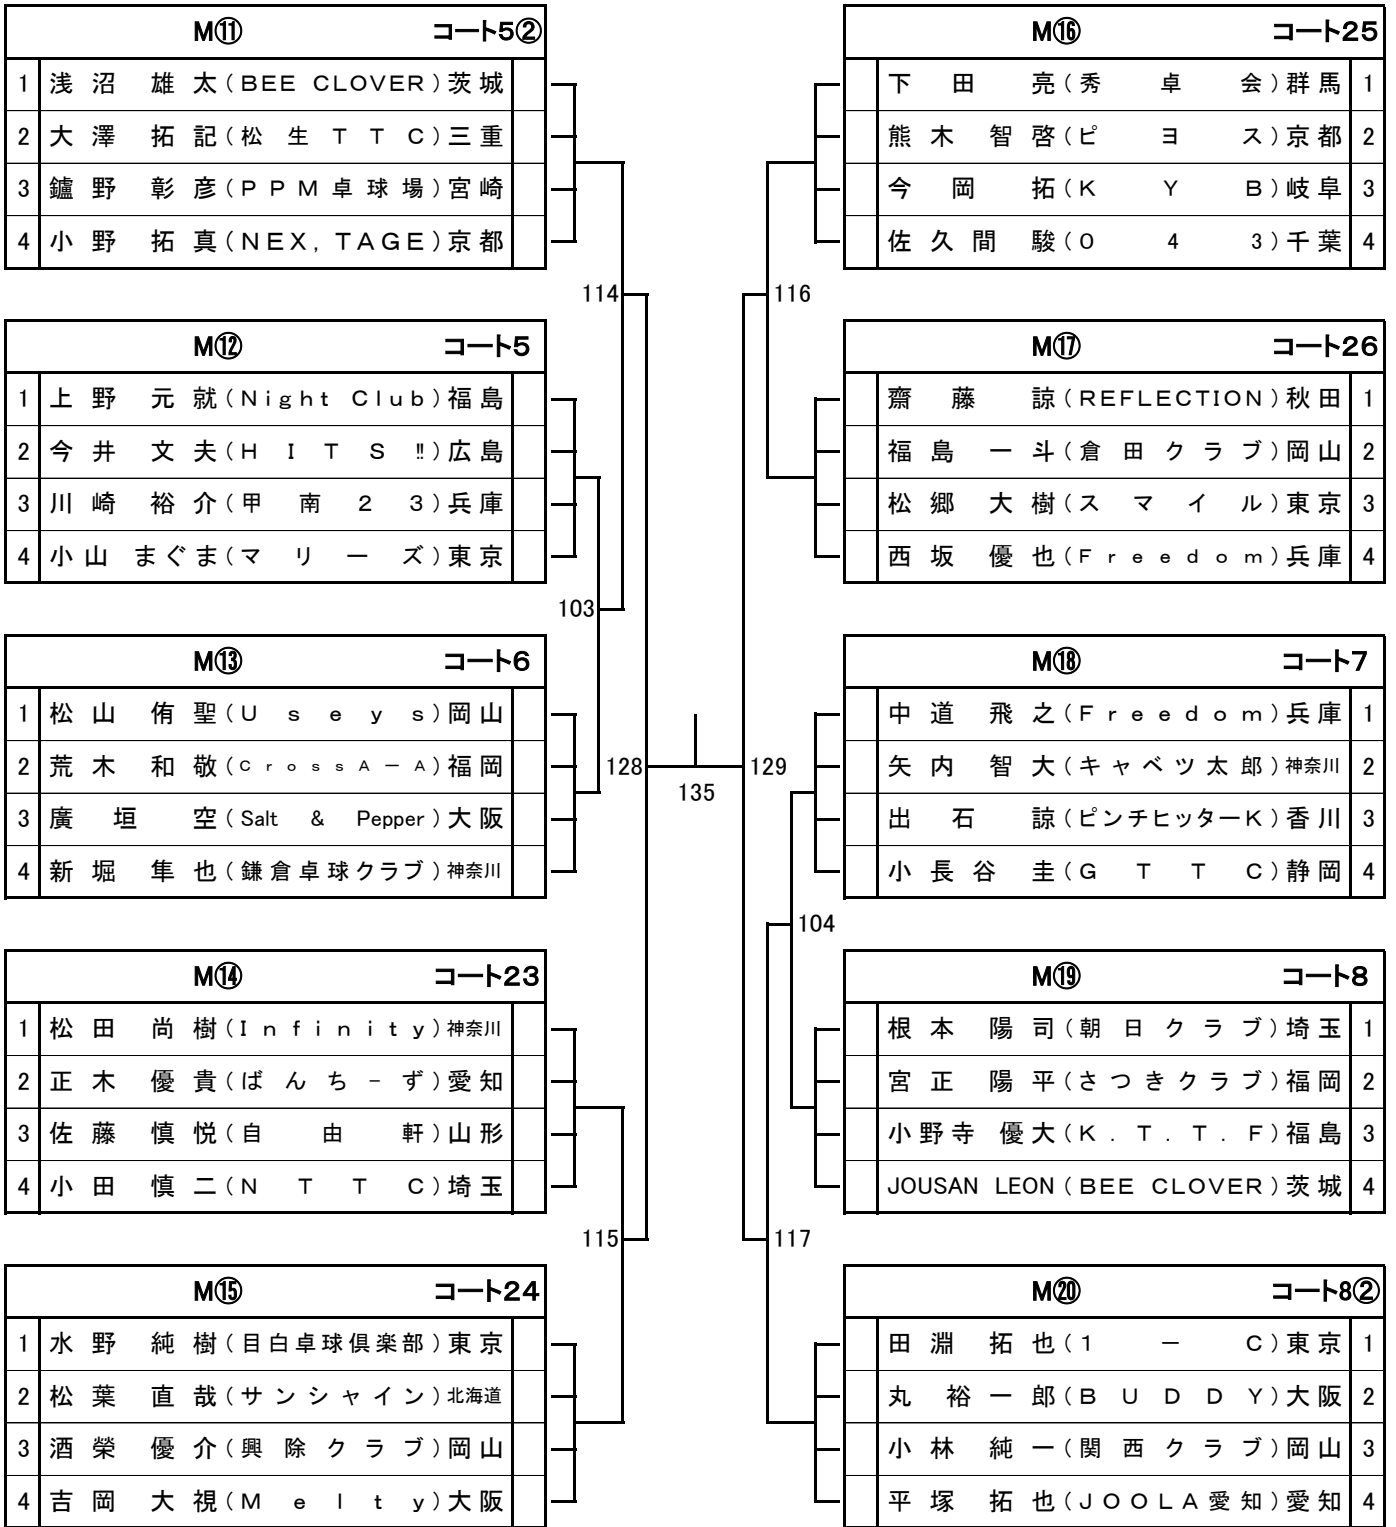 M⑪ コート5②
1 浅沼 雄太(BEE CLOVER)茨城
2 大澤 拓記(松生TTC)三重
3 鑪野 彰彦(PPM卓球場)宮崎
4 小野 拓真(NEX,TAGE)京都
M⑫ コート5
1 上野 元就(Night Club)福島
2 今井 文夫(HITS‼)広島
3 川崎 裕介(甲南23)兵庫
4 小山 まぐま(マリーズ)東京
M⑬ コート6
1 松山 侑聖(Useys)岡山
2 荒木 和敬(CrossA-A)福岡
3 廣垣 空(Salt & Pepper)大阪
4 新堀 隼也(鎌倉卓球クラブ)神奈川
M⑭ コート23
1 松田 尚樹(Infinity)神奈川
2 正木 優貴(ばんち-ず)愛知
3 佐藤 慎悦(自由軒)山形
4 小田 慎二(NTTC)埼玉
M⑮ コート24
1 水野 純樹(目白卓球倶楽部)東京
2 松葉 直哉(サンシャイン)北海道
3 酒榮 優介(興除クラブ)岡山
4 吉岡 大視(Melty)大阪
114
103
128
115
135
116
129
104
117
M⑯ コート25
下田 亮(秀卓会)群馬 1
熊木 智啓(ピヨス)京都 2
今岡 拓(KYB)岐阜 3
佐久間 駿(043)千葉 4
M⑰ コート26
齋藤 諒(REFLECTION)秋田 1
福島 一斗(倉田クラブ)岡山 2
松郷 大樹(スマイル)東京 3
西坂 優也(Freedom)兵庫 4
M⑱ コート7
中道 飛之(Freedom)兵庫 1
矢内 智大(キャベツ太郎)神奈川 2
出石 諒(ピンチヒッターK)香川 3
小長谷 圭(GTTC)静岡 4
M⑲ コート8
根本 陽司(朝日クラブ)埼玉 1
宮正 陽平(さつきクラブ)福岡 2
小野寺 優大(K.T.T.F)福島 3
JOUSAN LEON(BEE CLOVER)茨城 4
M⑳ コート8②
田淵 拓也(1-C)東京 1
丸 裕一郎(BUDDY)大阪 2
小林 純一(関西クラブ)岡山 3
平塚 拓也(JOOLA愛知)愛知 4